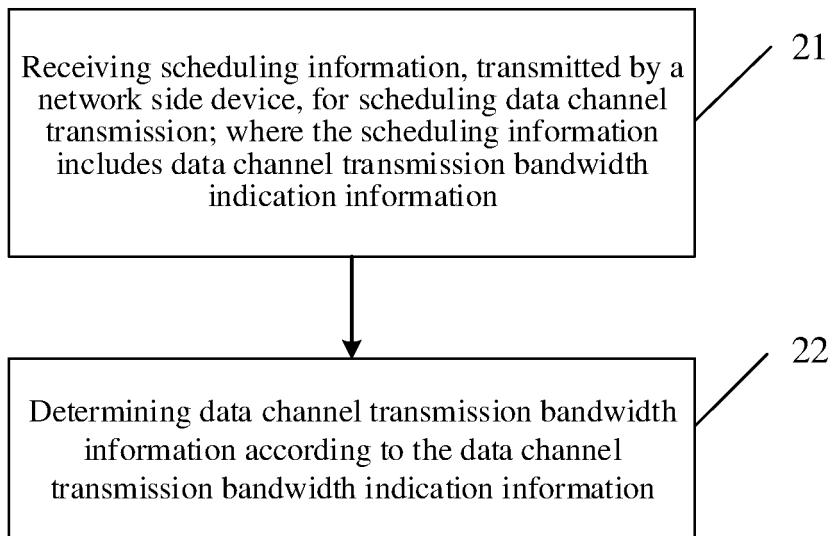 Receiving scheduling information, transmitted by a
network side device, for scheduling data channel
transmission; where the scheduling information
includes data channel transmission bandwidth
indication information
21
Determining data channel transmission bandwidth
information according to the data channel
transmission bandwidth indication information
22